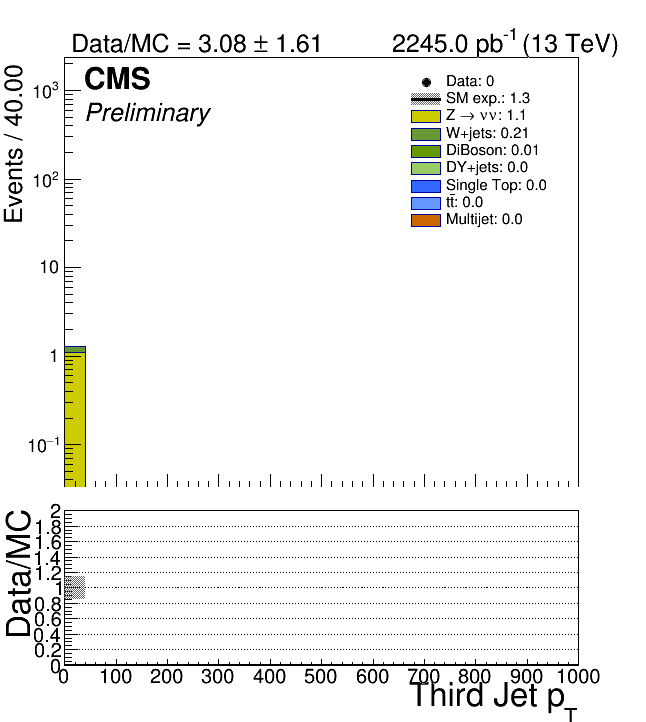 Data/MC = 3.08 ± 1.61
2245.0 pb⁻¹ (13 TeV)
CMS
Preliminary
Events / 40.00
10³
10²
10
1
10⁻¹
Data: 0
SM exp.: 1.3
Z → νν: 1.1
W+jets: 0.21
DiBoson: 0.01
DY+jets: 0.0
Single Top: 0.0
tt̄: 0.0
Multijet: 0.0
Data/MC
2
1.8
1.6
1.4
1.2
1
0.8
0.6
0.4
0.2
0
0 100 200 300 400 500 600 700 800 900 1000
Third Jet p_T